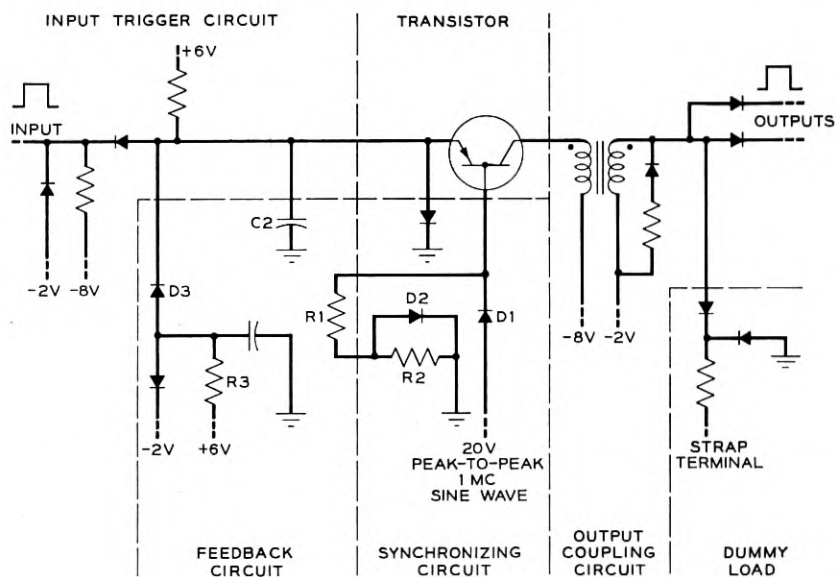 INPUT TRIGGER CIRCUIT
TRANSISTOR
+6V
INPUT
OUTPUTS
C2
-2V
-8V
D3
R1
D2
D1
R2
R3
-8V
-2V
-2V
+6V
20V
PEAK-TO-PEAK
1 MC
SINE WAVE
STRAP
TERMINAL
FEEDBACK
CIRCUIT
SYNCHRONIZING
CIRCUIT
OUTPUT
COUPLING
CIRCUIT
DUMMY
LOAD